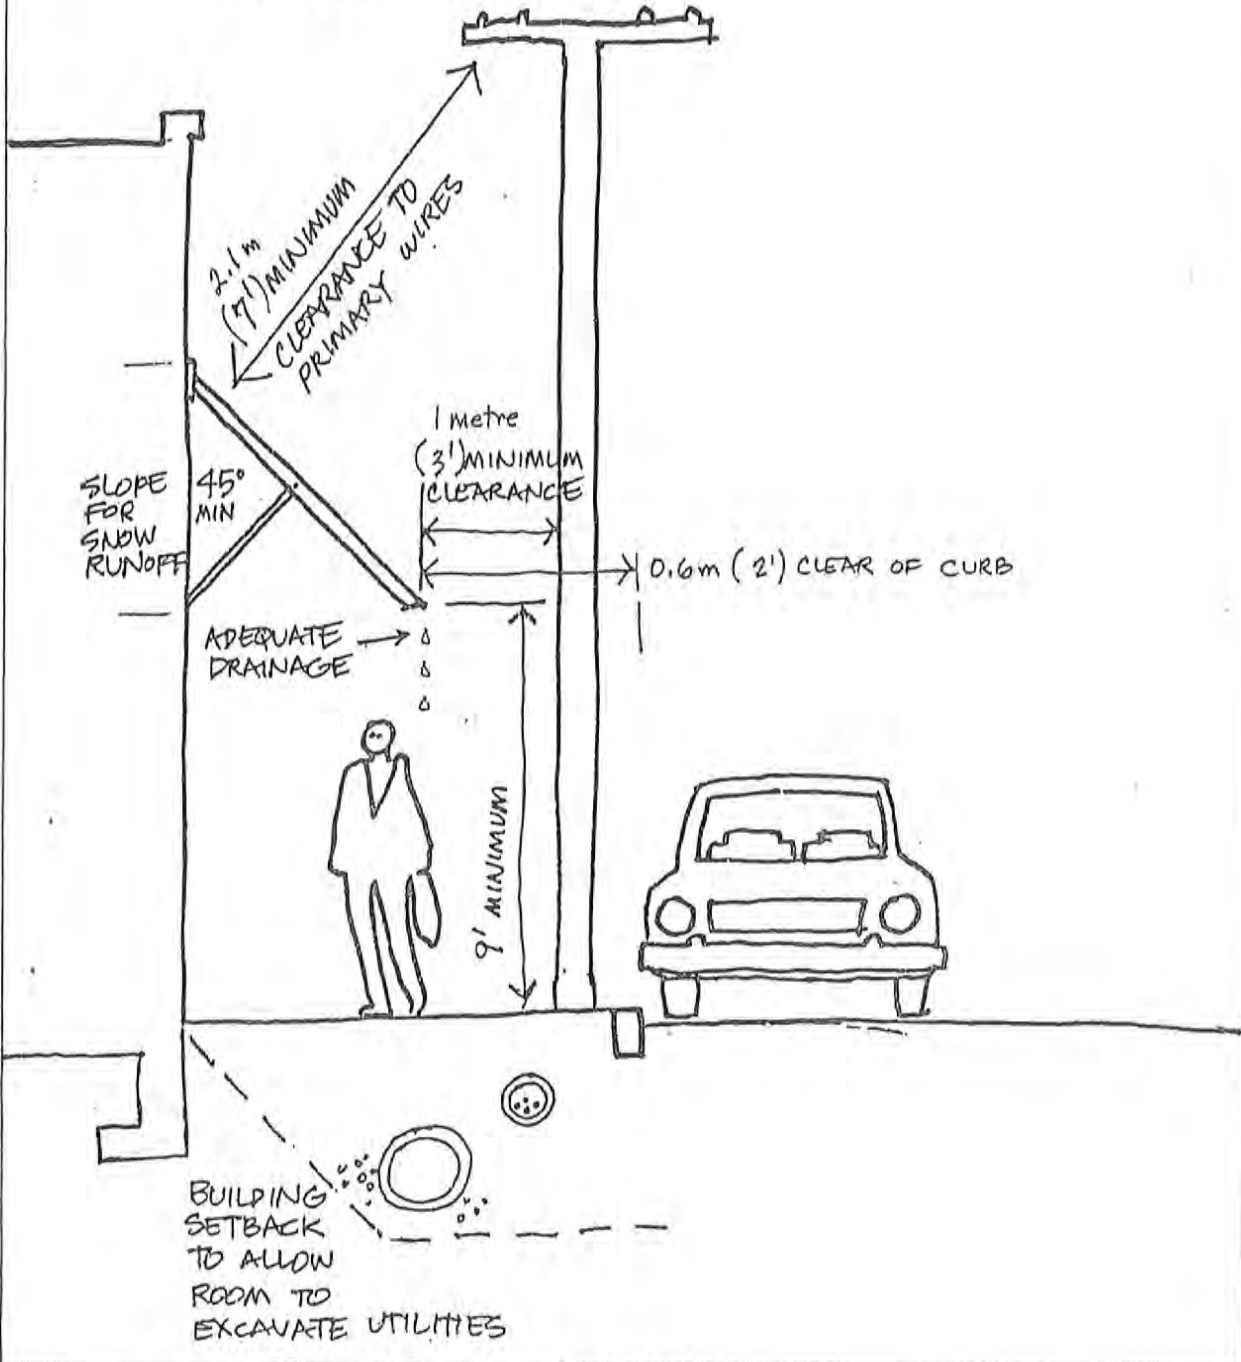 2.1m
(7')MINIMUM
CLEARANCE TO
PRIMARY WIRES
1 metre
(3')MINIMUM
CLEARANCE
SLOPE
FOR
SNOW
RUNOFF
45°
MIN
0.6m (2') CLEAR OF CURB
ADEQUATE
DRAINAGE
9' MINIMUM
BUILDING
SETBACK
TO ALLOW
ROOM TO
EXCAVATE UTILITIES